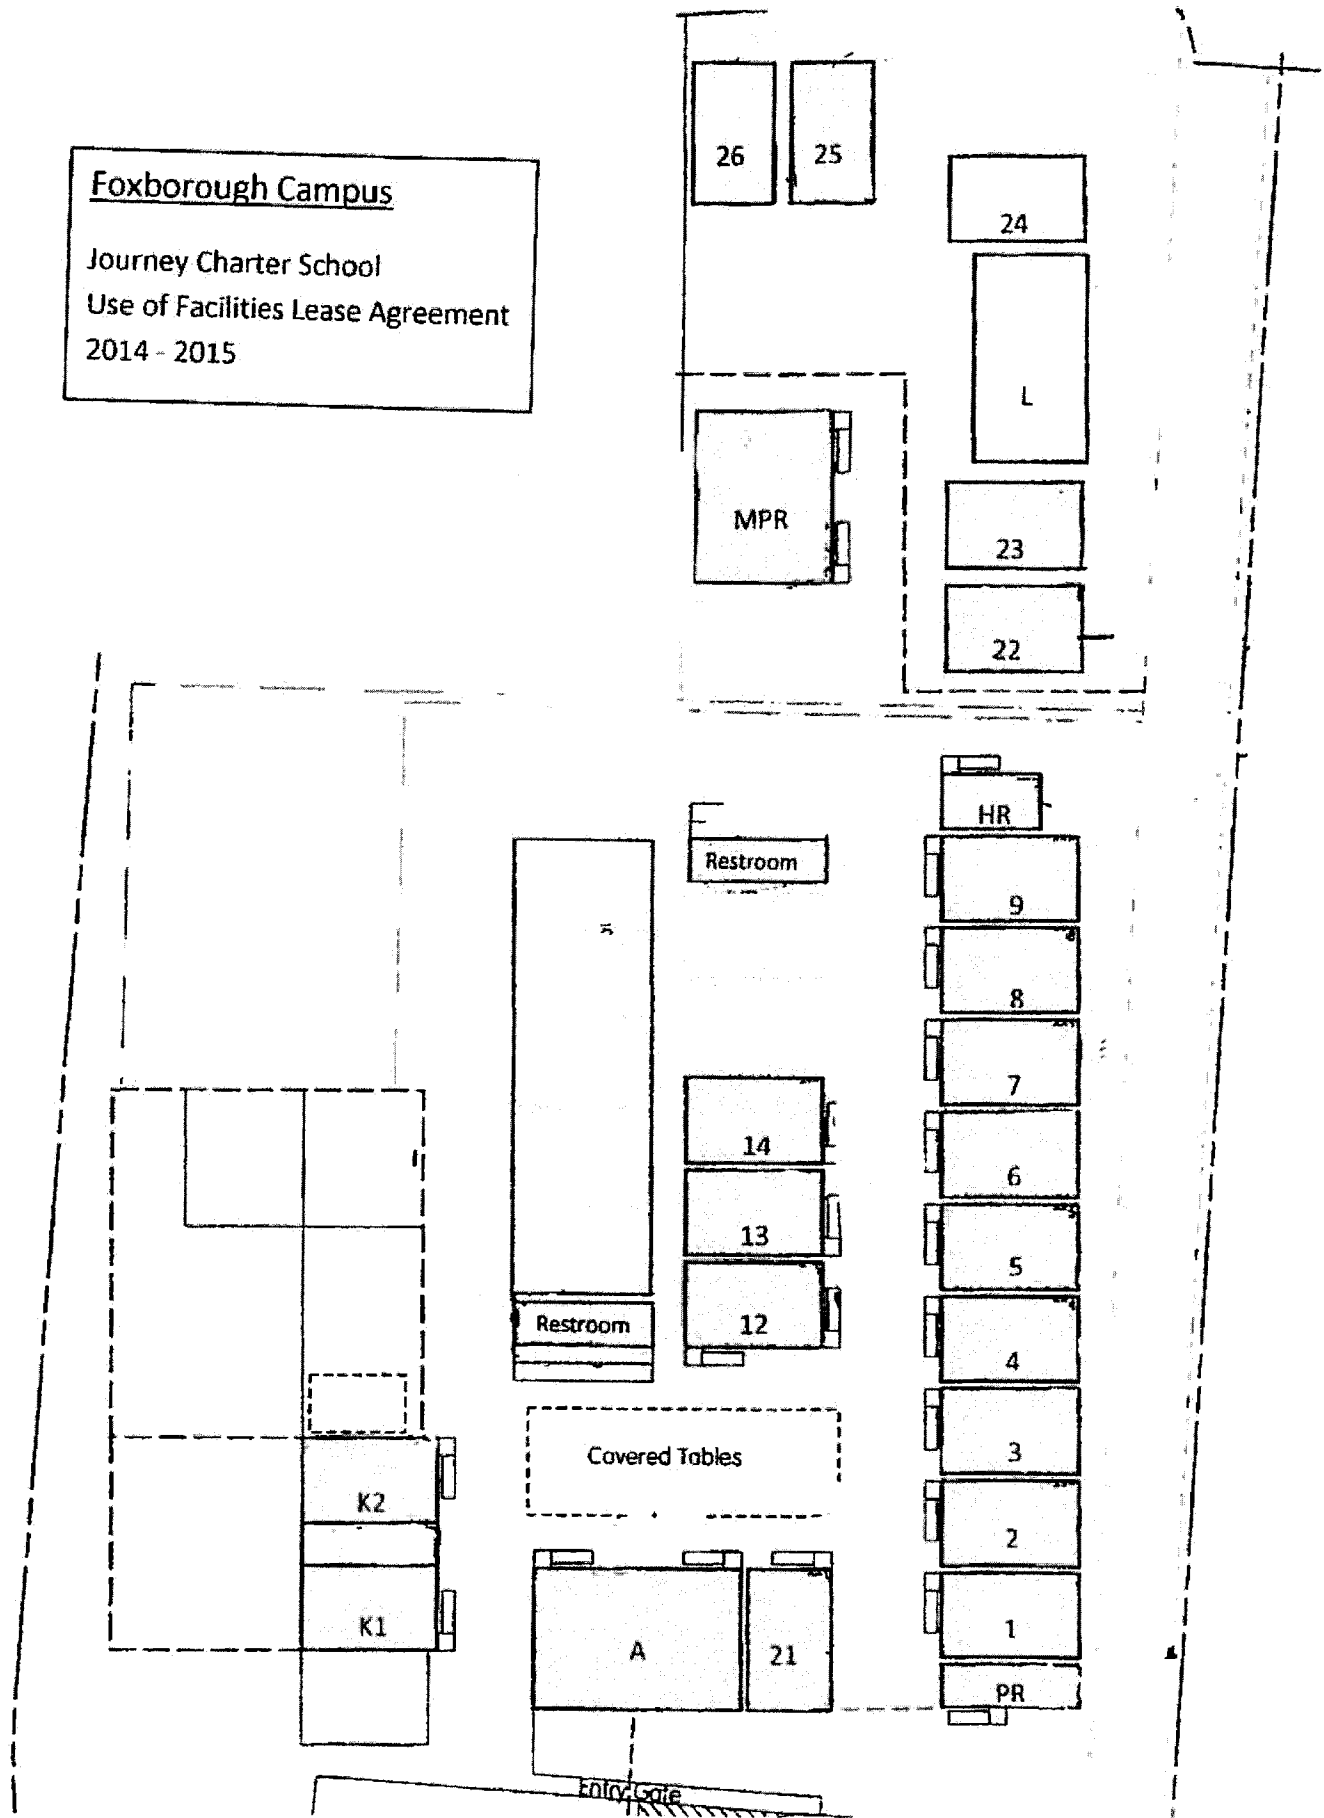 Foxborough Campus
Journey Charter School
Use of Facilities Lease Agreement
2014 - 2015
26
25
24
L
MPR
23
22
HR
Restroom
9
8
7
14
6
13
5
Restroom
12
4
Covered Tables
3
K2
2
K1
A
21
1
PR
Entry Gate